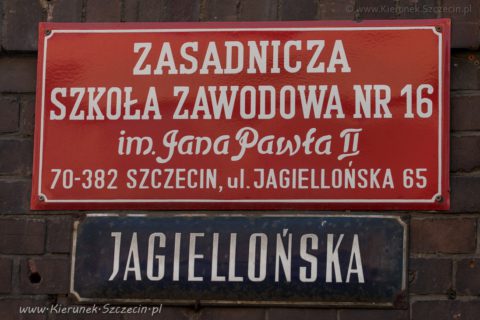 © www.Kierunek.Szczecin.pl
ZASADNICZA
SZKOŁA ZAWODOWA NR 16
im. Jana Pawła II
70-382 SZCZECIN, ul. JAGIELLOŃSKA 65
JAGIELLOŃSKA
www.Kierunek.Szczecin.pl